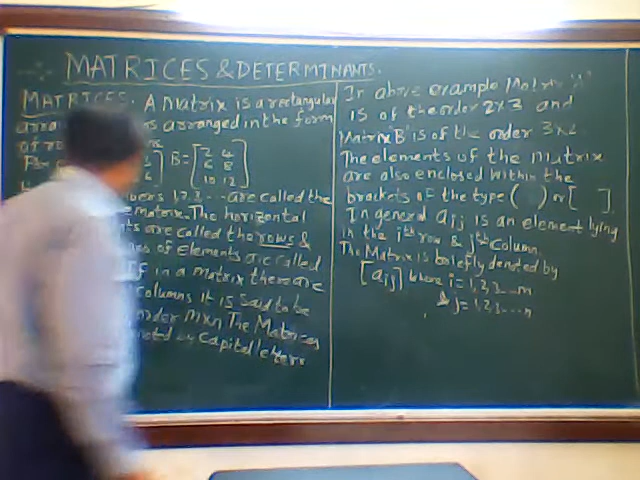 MATRICES & DETERMINANTS.
MATRICES. A Matrix is a rectangular
arranged in the form
of
B = [2 4
6 8
10 12]
1,2,3... are called the
matrix. The horizontal
are called the rows &
of Elements are called
If in a matrix there are
columns It is said to be
order mxn The Matrices
by Capital letters
In above example Matrix "A"
is of the order 2x3 and
Matrix "B" is of the order 3x2
The elements of the matrix
are also enclosed within the
brackets of the type ( ) or [ ]
In general aij is an element lying
in the ith row & jth column.
The Matrix is briefly denoted by
[aij] where i = 1,2,3....m
& j = 1,2,3....n